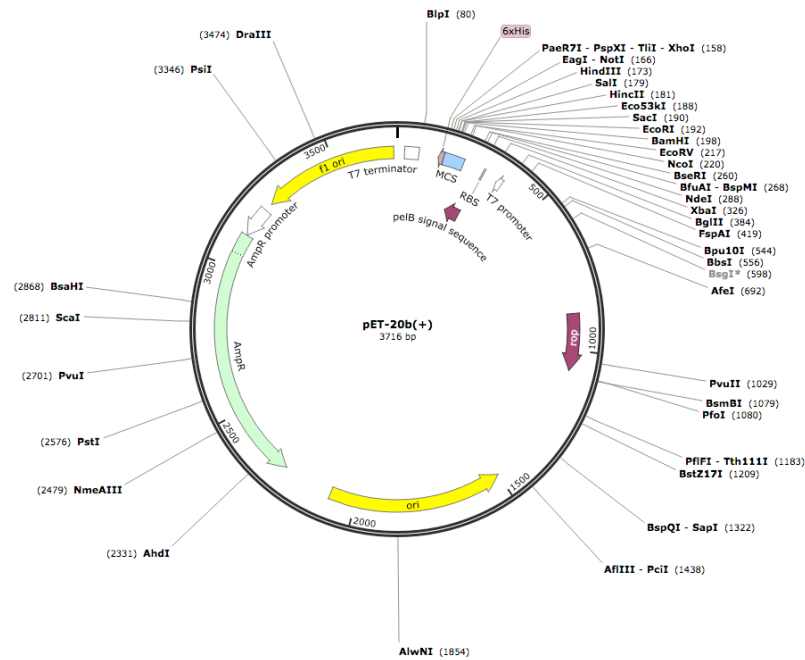 BlpI (80)
6xHis
PaeR7I - PspXI - TliI - XhoI (158)
EagI - NotI (166)
HindIII (173)
SalI (179)
HincII (181)
Eco53kI (188)
SacI (190)
EcoRI (192)
BamHI (198)
EcoRV (217)
NcoI (220)
BseRI (260)
BfuAI - BspMI (268)
NdeI (288)
XbaI (326)
BglII (384)
FspAI (419)
Bpu10I (544)
BbsI (556)
BsgI* (598)
AfeI (692)
PvuII (1029)
BsmBI (1079)
PfoI (1080)
PflFI - Tth111I (1183)
BstZ17I (1209)
BspQI - SapI (1322)
AflIII - PciI (1438)
AlwNI (1854)
(2331) AhdI
(2479) NmeAIII
(2576) PstI
(2701) PvuI
(2811) ScaI
(2868) BsaHI
(3346) PsiI
(3474) DraIII
500
1000
1500
2000
2500
3000
3500
f1 ori
T7 terminator
MCS
RBS
T7 promoter
pelB signal sequence
AmpR promoter
AmpR
rop
ori
pET-20b(+)
3716 bp